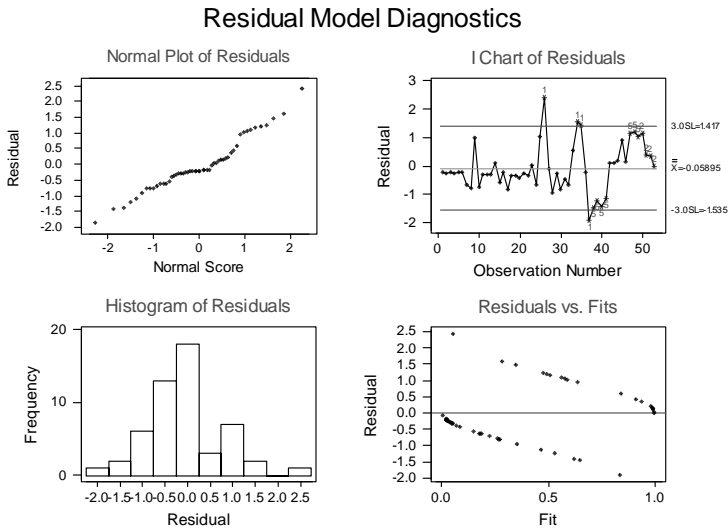 Residual Model Diagnostics
Normal Plot of Residuals
2.5
2.0
1.5
1.0
0.5
0.0
-0.5
-1.0
-1.5
-2.0
Residual
-2 -1 0 1 2
Normal Score
I Chart of Residuals
3
2
1
0
-1
-2
Residual
0 10 20 30 40 50
Observation Number
3.0SL=1.417
X=-0.05895
-3.0SL=-1.535
Histogram of Residuals
20
10
0
Frequency
-2.0 -1.5 -1.0 -0.5 0.0 0.5 1.0 1.5 2.0 2.5
Residual
Residuals vs. Fits
2.5
2.0
1.5
1.0
0.5
0.0
-0.5
-1.0
-1.5
-2.0
Residual
0.0 0.5 1.0
Fit